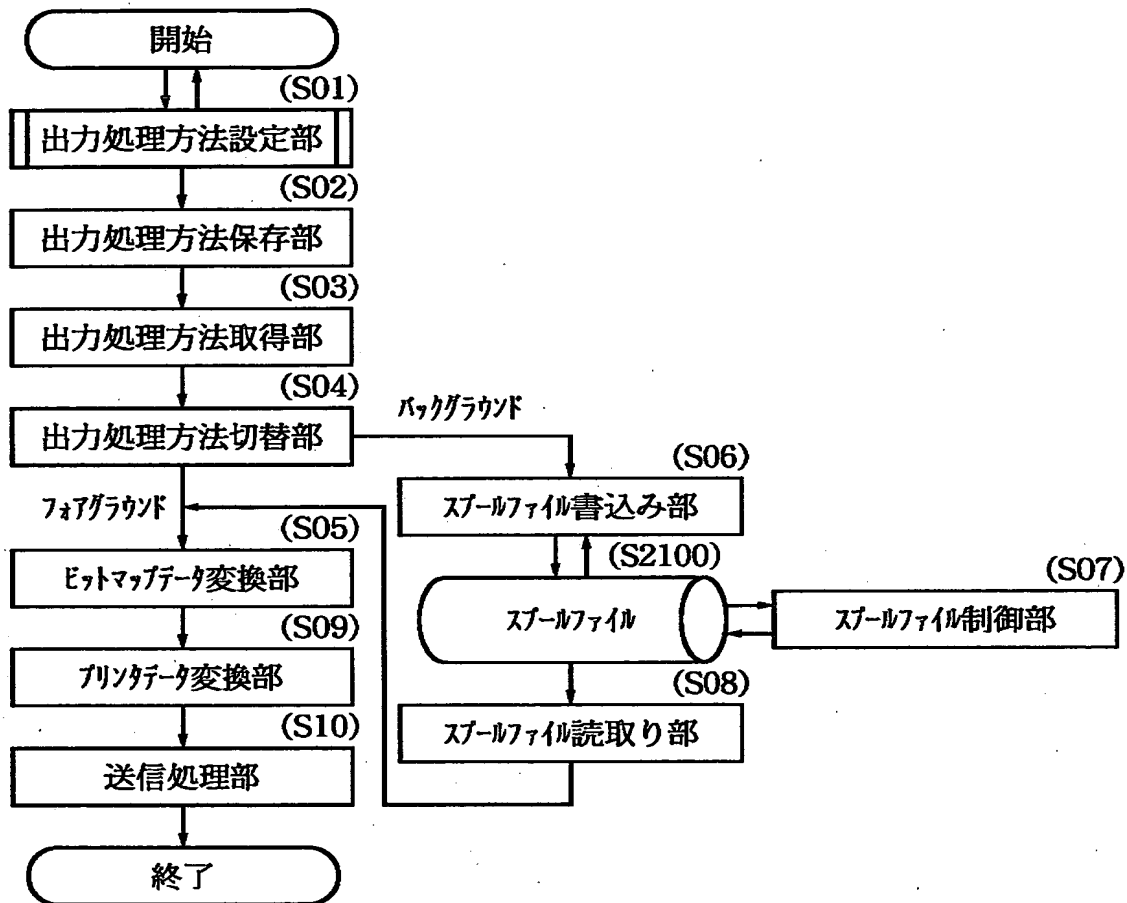 開始
(S01)
出力処理方法設定部
(S02)
出力処理方法保存部
(S03)
出力処理方法取得部
(S04)
出力処理方法切替部
バックグラウンド
フォアグラウンド
(S06)
スプールファイル書込み部
(S2100)
スプールファイル
(S07)
スプールファイル制御部
(S08)
スプールファイル読取り部
(S05)
ビットマップデータ変換部
(S09)
プリンタデータ変換部
(S10)
送信処理部
終了